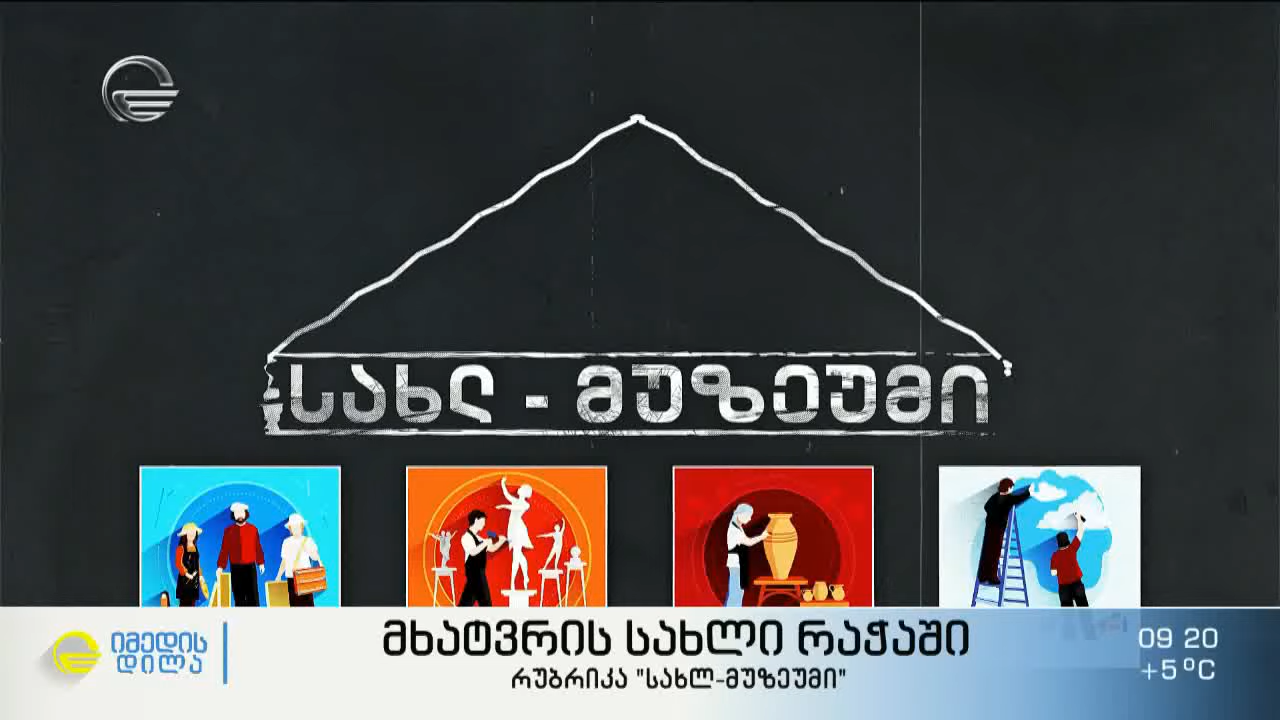 სახლ - მუზეუმი
იმედის
დილა
მხატვრის სახლი რაჭაში
რუბრიკა "სახლ-მუზეუმი"
09 20
+5°C